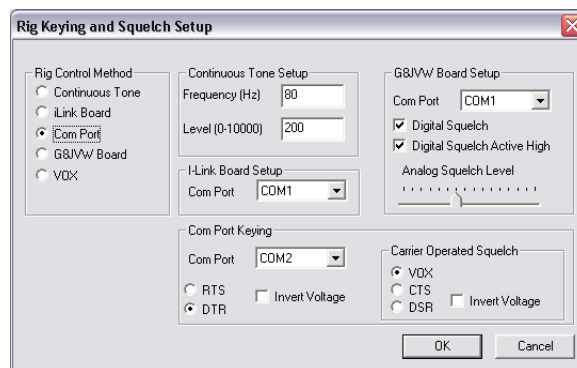 Rig Keying and Squelch Setup
Rig Control Method
Continuous Tone
iLink Board
Com Port
G8JVW Board
VOX
Continuous Tone Setup
Frequency (Hz) 80
Level (0-10000) 200
I-Link Board Setup
Com Port COM1
G8JVW Board Setup
Com Port COM1
Digital Squelch
Digital Squelch Active High
Analog Squelch Level
Com Port Keying
Com Port COM2
RTS
DTR
Invert Voltage
Carrier Operated Squelch
VOX
CTS
DSR
Invert Voltage
OK Cancel